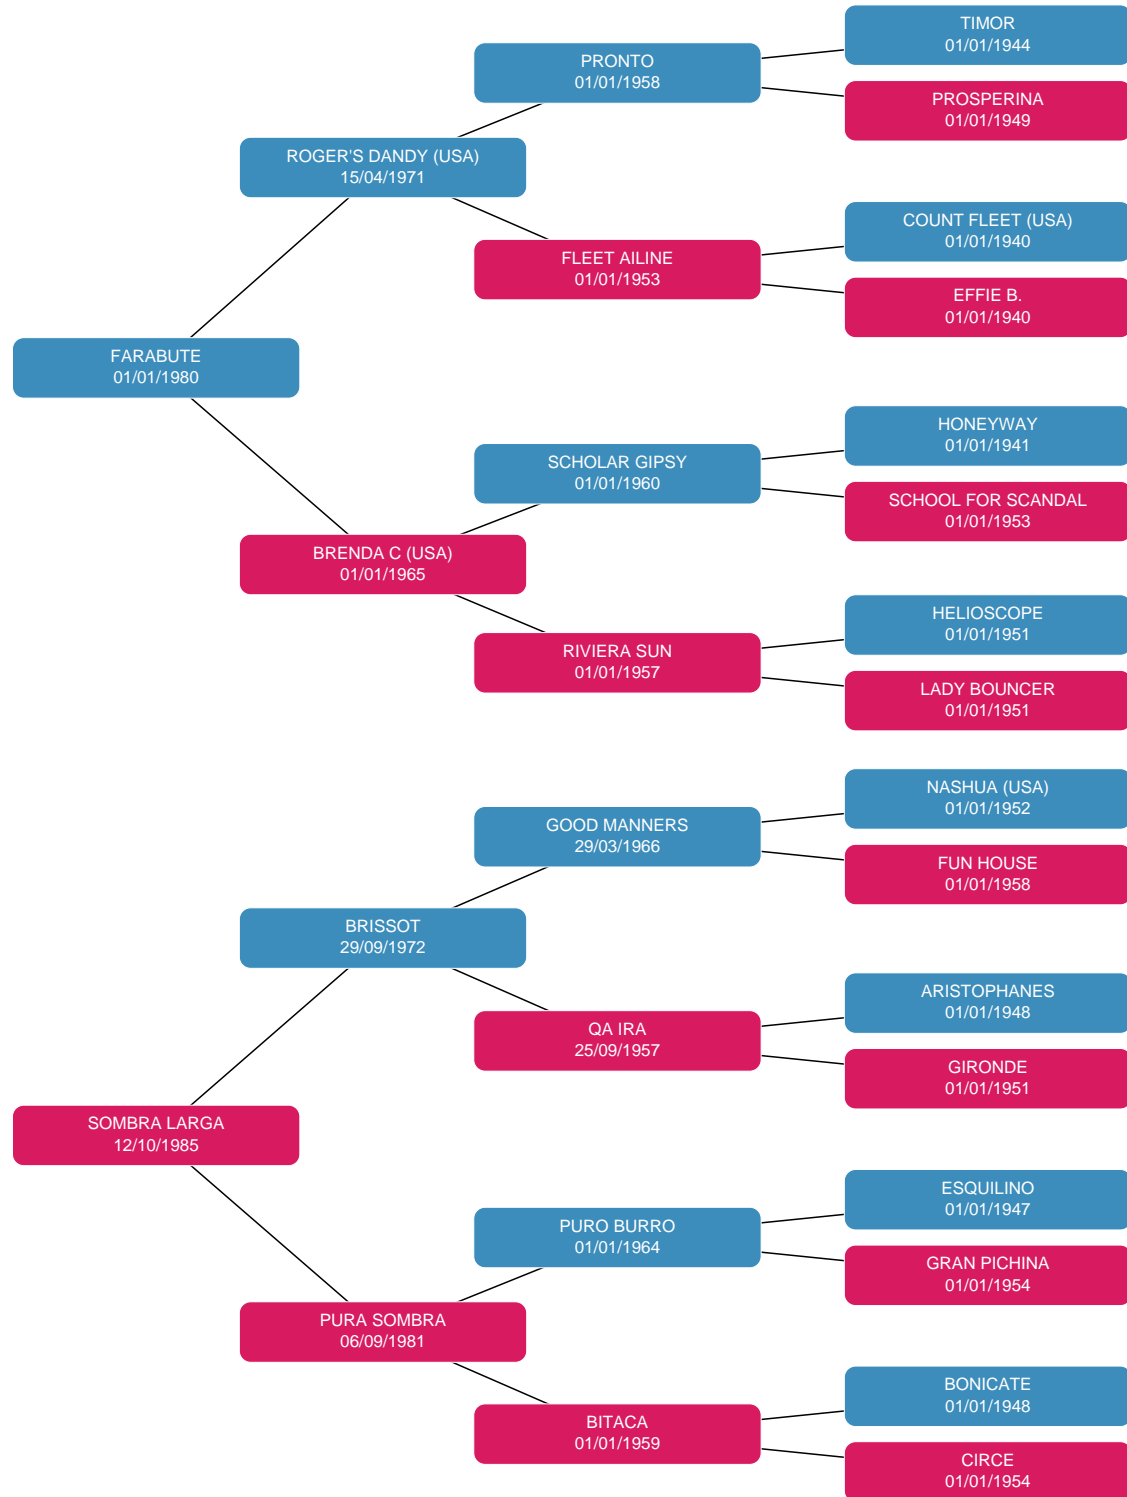 TIMOR
01/01/1944
PRONTO
01/01/1958
PROSPERINA
01/01/1949
ROGER'S DANDY (USA)
15/04/1971
COUNT FLEET (USA)
01/01/1940
FLEET AILINE
01/01/1953
EFFIE B.
01/01/1940
FARABUTE
01/01/1980
HONEYWAY
01/01/1941
SCHOLAR GIPSY
01/01/1960
SCHOOL FOR SCANDAL
01/01/1953
BRENDA C (USA)
01/01/1965
HELIOSCOPE
01/01/1951
RIVIERA SUN
01/01/1957
LADY BOUNCER
01/01/1951
NASHUA (USA)
01/01/1952
GOOD MANNERS
29/03/1966
FUN HOUSE
01/01/1958
BRISSOT
29/09/1972
ARISTOPHANES
01/01/1948
QA IRA
25/09/1957
GIRONDE
01/01/1951
SOMBRA LARGA
12/10/1985
ESQUILINO
01/01/1947
PURO BURRO
01/01/1964
GRAN PICHINA
01/01/1954
PURA SOMBRA
06/09/1981
BONICATE
01/01/1948
BITACA
01/01/1959
CIRCE
01/01/1954